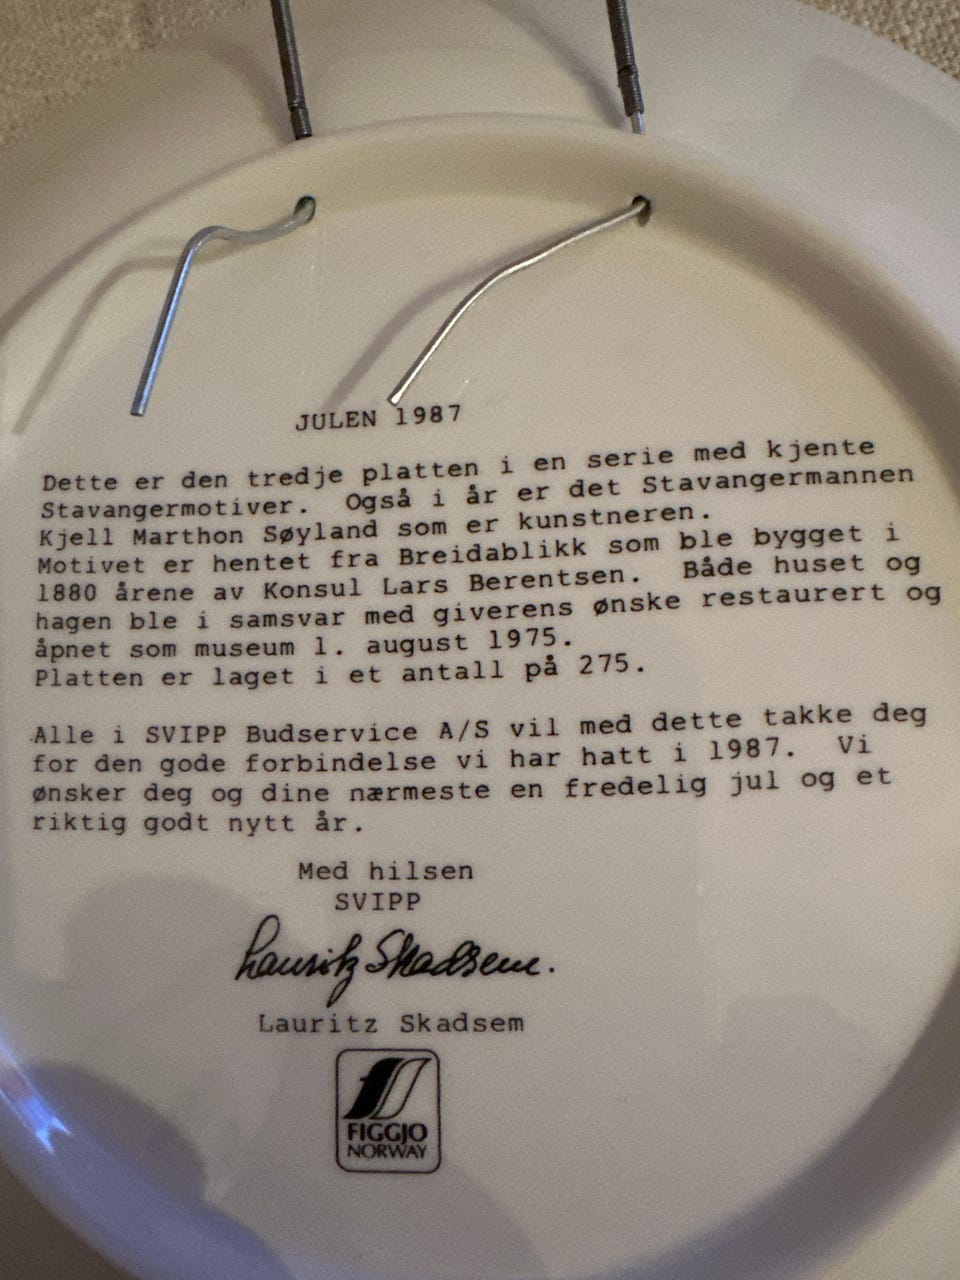 JULEN 1987
Dette er den tredje platten i en serie med kjente
Stavangermotiver. Også i år er det Stavangermannen
Kjell Marthon Søyland som er kunstneren.
Motivet er hentet fra Breidablikk som ble bygget i
1880 årene av Konsul Lars Berentsen. Både huset og
hagen ble i samsvar med giverens ønske restaurert og
åpnet som museum 1. august 1975.
Platten er laget i et antall på 275.
Alle i SVIPP Budservice A/S vil med dette takke deg
for den gode forbindelse vi har hatt i 1987. Vi
ønsker deg og dine nærmeste en fredelig jul og et
riktig godt nytt år.
Med hilsen
SVIPP
Lauritz Skadsem.
Lauritz Skadsem
FIGGJO
NORWAY